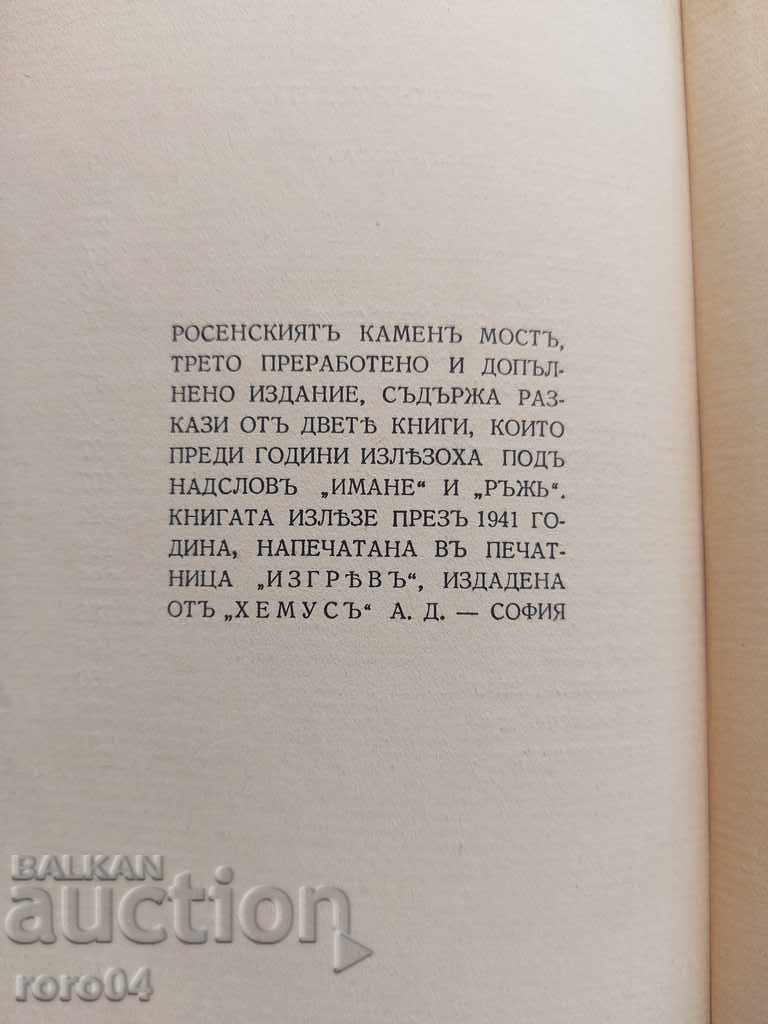 РОСЕНСКИЯТЪ КАМЕНЪ МОСТЪ,
ТРЕТО ПРЕРАБОТЕНО И ДОПЪЛ-
НЕНО ИЗДАНИЕ, СЪДЪРЖА РАЗ-
КАЗИ ОТЪ ДВЕТѢ КНИГИ, КОИТО
ПРЕДИ ГОДИНИ ИЗЛѢЗОХА ПОДЪ
НАДСЛОВЪ „ИМАНЕ“ И „РЪЖЬ“.
КНИГАТА ИЗЛѢЗЕ ПРЕЗЪ 1941 ГО-
ДИНА, НАПЕЧАТАНА ВЪ ПЕЧАТ-
НИЦА „ИЗГРѢВЪ“, ИЗДАДЕНА
ОТЪ „ХЕМУСЪ“ А. Д. — СОФИЯ
BALKAN
auction
roro04